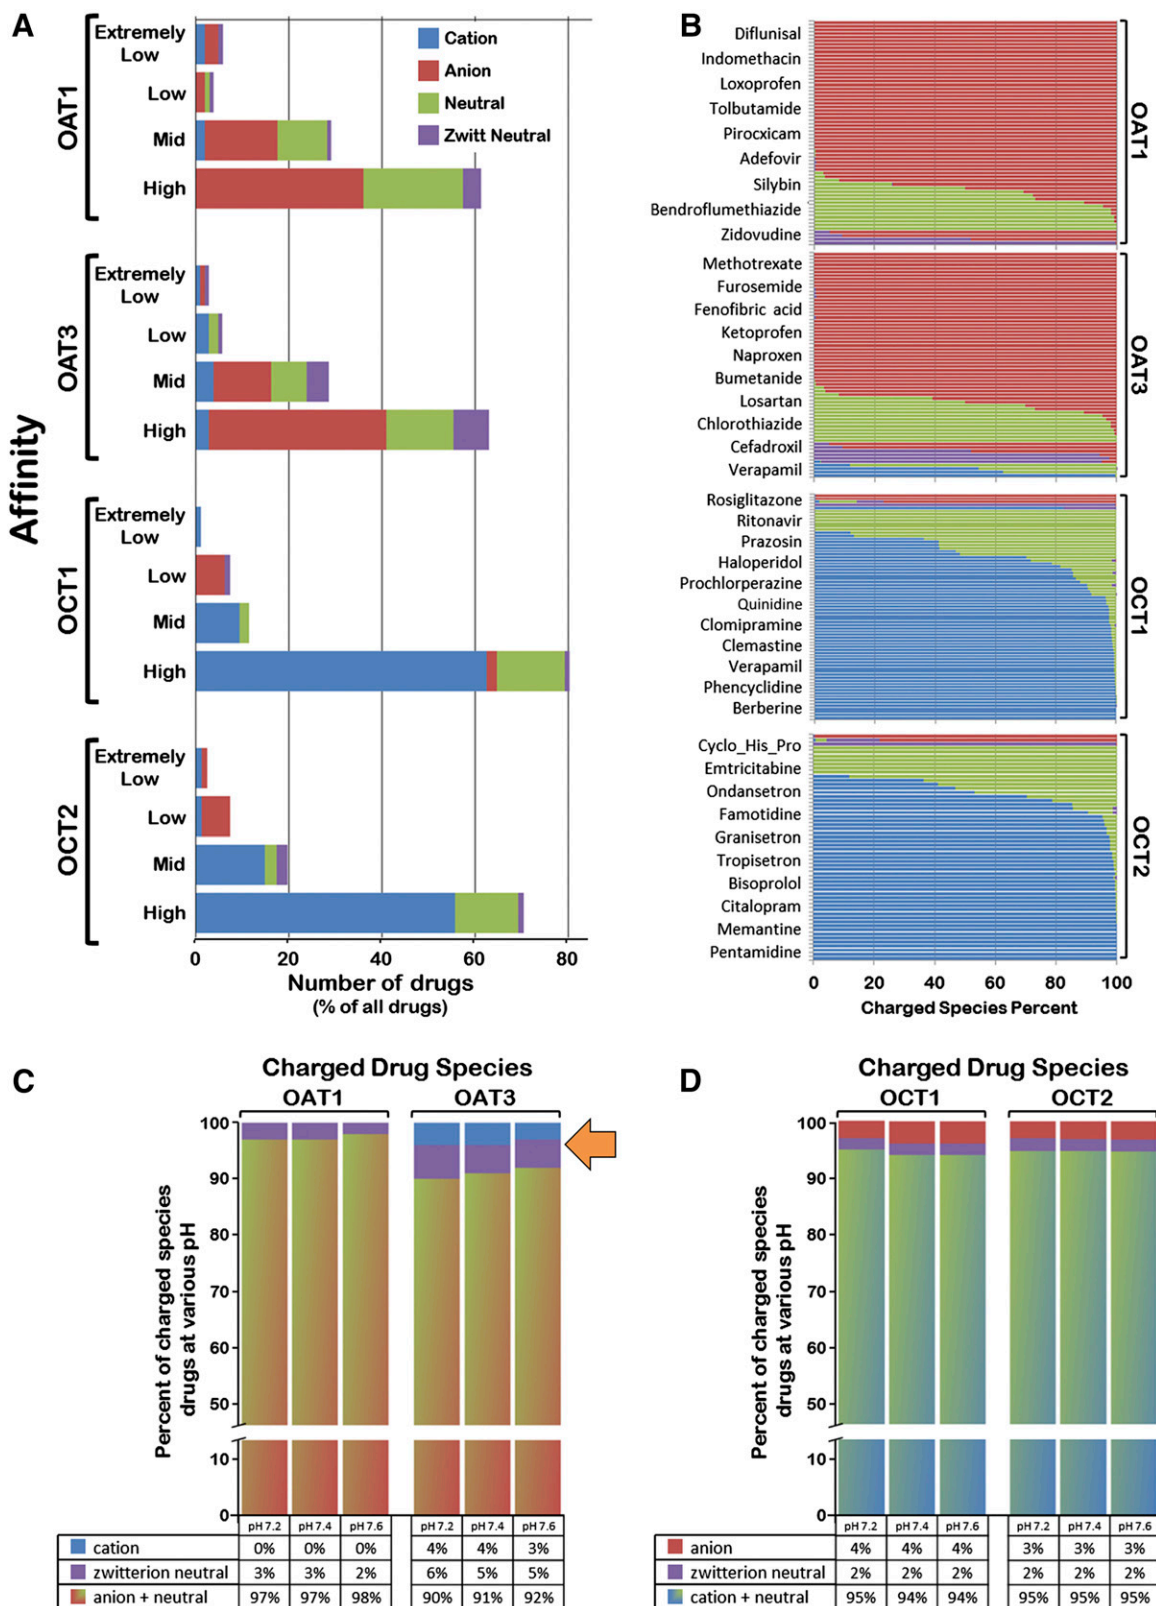 A
Affinity
OAT1
Extremely
Low
Low
Mid
High
Cation
Anion
Neutral
Zwitt Neutral
OAT3
Extremely
Low
Low
Mid
High
OCT1
Extremely
Low
Low
Mid
High
OCT2
Extremely
Low
Low
Mid
High
0 20 40 60 80
Number of drugs
(% of all drugs)
B
Diflunisal
Indomethacin
Loxoprofen
Tolbutamide
Pirocxicam
Adefovir
Silybin
Bendroflumethiazide
Zidovudine
OAT1
Methotrexate
Furosemide
Fenofibric acid
Ketoprofen
Naproxen
Bumetanide
Losartan
Chlorothiazide
Cefadroxil
Verapamil
OAT3
Rosiglitazone
Ritonavir
Prazosin
Haloperidol
Prochlorperazine
Quinidine
Clomipramine
Clemastine
Verapamil
Phencyclidine
Berberine
OCT1
Cyclo_His_Pro
Emtricitabine
Ondansetron
Famotidine
Granisetron
Tropisetron
Bisoprolol
Citalopram
Memantine
Pentamidine
OCT2
0 20 40 60 80 100
Charged Species Percent
C
Charged Drug Species
OAT1 OAT3
Percent of charged species
drugs at various pH
100
90
80
70
60
50
10
0
pH 7.2 pH 7.4 pH 7.6 pH 7.2 pH 7.4 pH 7.6
cation 0% 0% 0% 4% 4% 3%
zwitterion neutral 3% 3% 2% 6% 5% 5%
anion + neutral 97% 97% 98% 90% 91% 92%
D
Charged Drug Species
OCT1 OCT2
Percent of charged species
drugs at various pH
100
90
80
70
60
50
10
0
pH 7.2 pH 7.4 pH 7.6 pH 7.2 pH 7.4 pH 7.6
anion 4% 4% 4% 3% 3% 3%
zwitterion neutral 2% 2% 2% 2% 2% 2%
cation + neutral 95% 94% 94% 95% 95% 95%